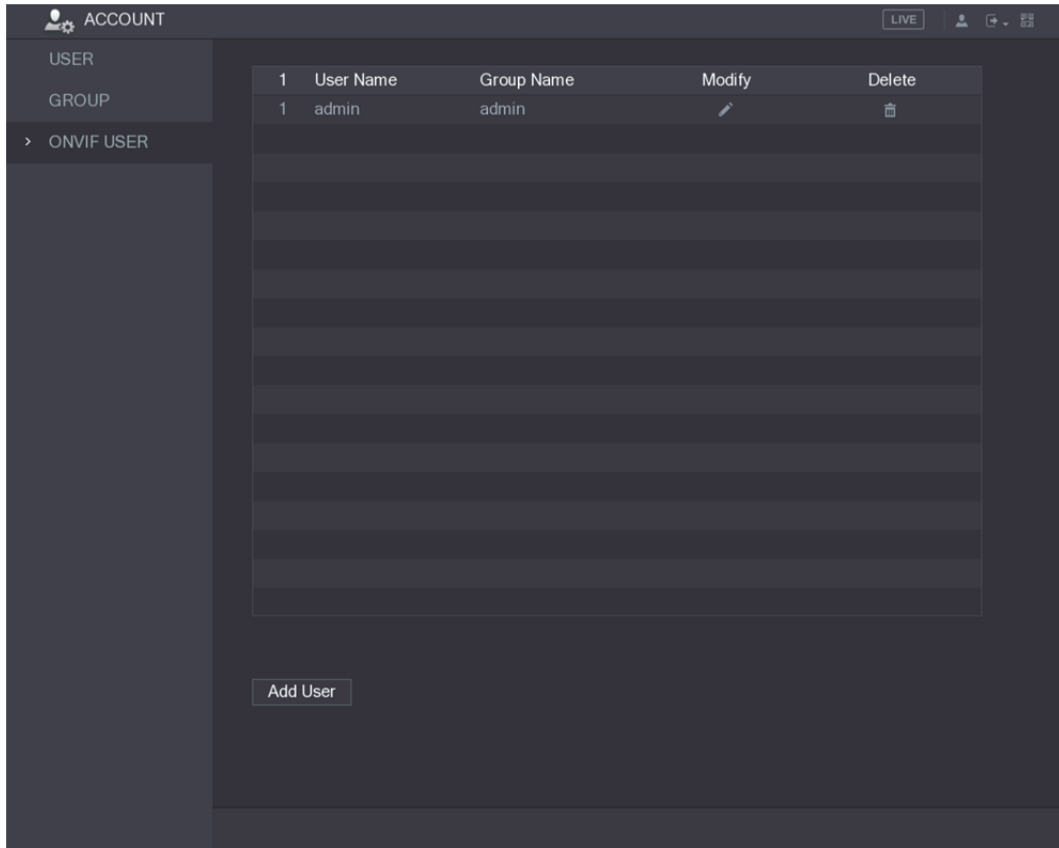 ACCOUNT LIVE
USER
GROUP
ONVIF USER
1 User Name Group Name Modify Delete
1 admin admin
Add User